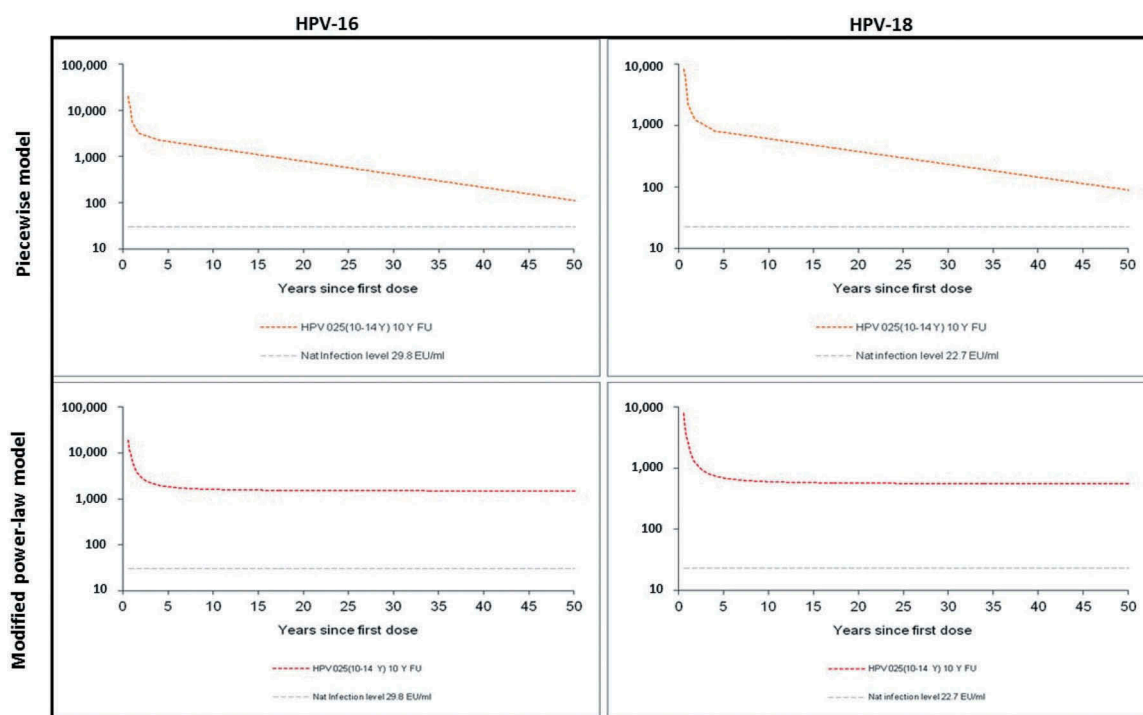 HPV-16
HPV-18
Piecewise model
100,000
10,000
1,000
100
10
0 5 10 15 20 25 30 35 40 45 50
Years since first dose
HPV 025(10-14 Y) 10 Y FU
Nat Infection level 29.8 EU/ml
10,000
1,000
100
10
0 5 10 15 20 25 30 35 40 45 50
Years since first dose
HPV 025(10-14 Y) 10 Y FU
Nat infection level 22.7 EU/ml
Modified power-law model
100,000
10,000
1,000
100
10
0 5 10 15 20 25 30 35 40 45 50
Years since first dose
HPV 025(10-14 Y) 10 Y FU
Nat Infection level 29.8 EU/ml
10,000
1,000
100
10
0 5 10 15 20 25 30 35 40 45 50
Years since first dose
HPV 025(10-14 Y) 10 Y FU
Nat infection level 22.7 EU/ml